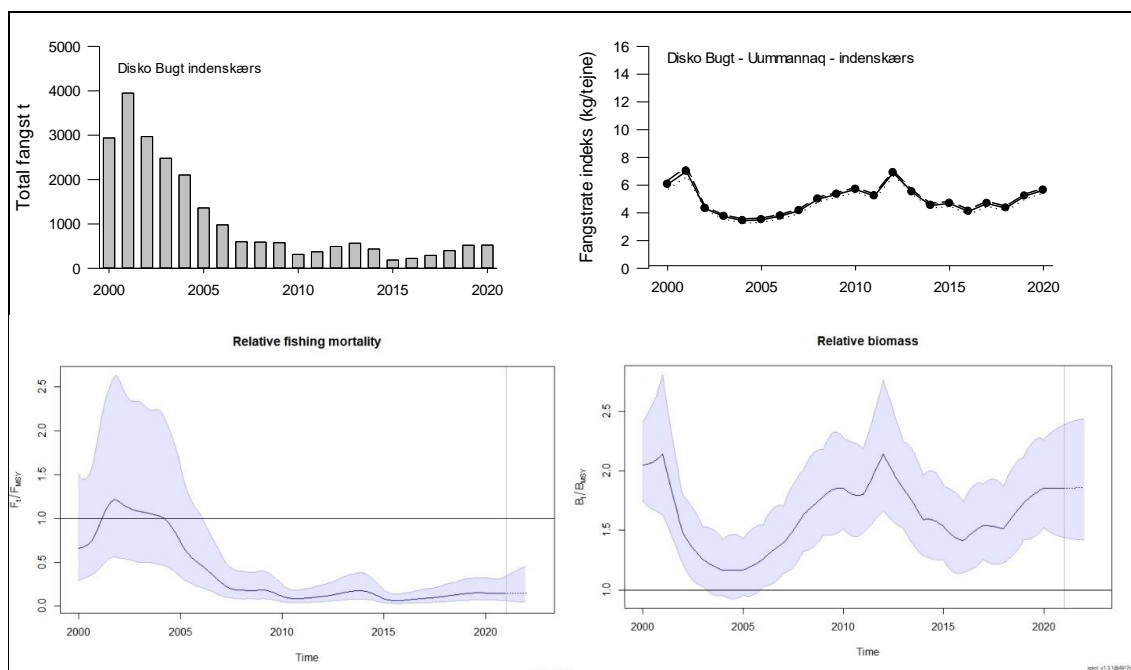 Disko Bugt indenskærs
Total fangst t
5000
4000
3000
2000
1000
0
2000 2005 2010 2015 2020
Disko Bugt - Uummannaq - indenskærs
Fangstrate indeks (kg/tejne)
16
14
12
10
8
6
4
2
0
2000 2005 2010 2015 2020
Relative fishing mortality
Ft / FMSY
2.5
2.0
1.5
1.0
0.5
0.0
2000 2005 2010 2015 2020
Time
Relative biomass
Bt / BMSY
2.5
2.0
1.5
1.0
2000 2005 2010 2015 2020
Time